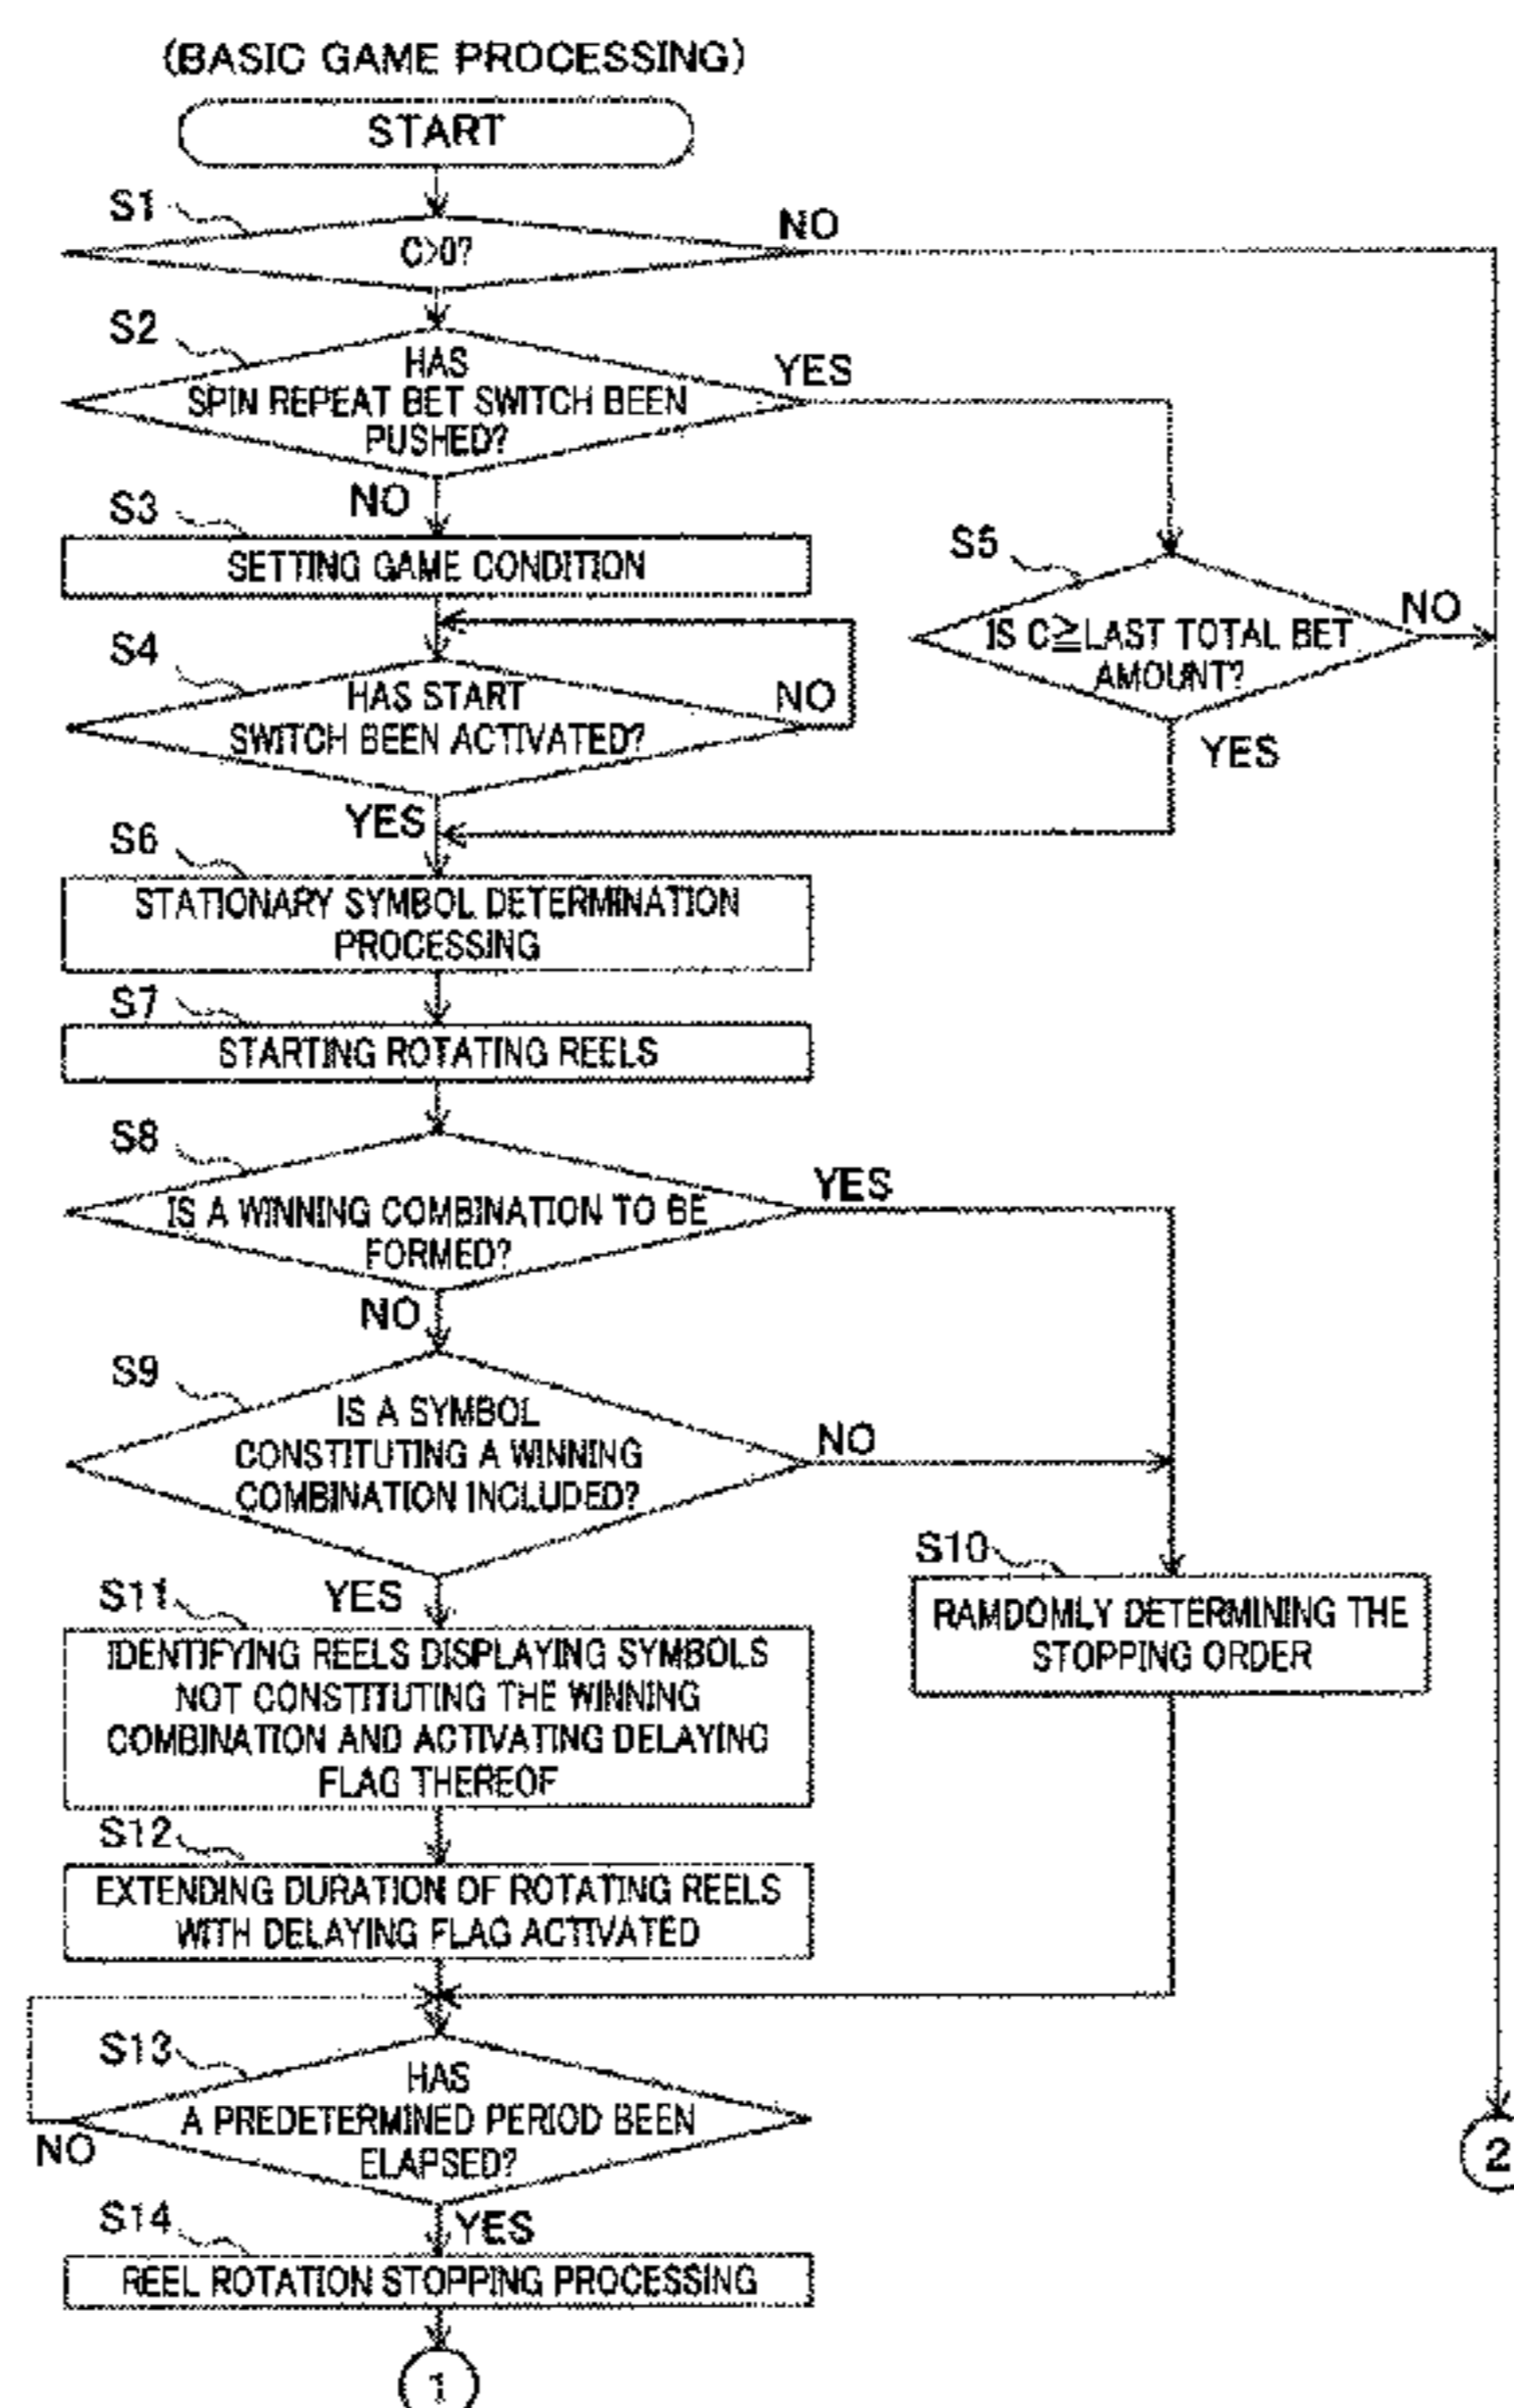 (BASIC GAME PROCESSING)
START
S1
C>0?
NO
S2
HAS
SPIN REPEAT BET SWITCH BEEN
PUSHED?
YES
NO
S3
SETTING GAME CONDITION
S5
IS C≧LAST TOTAL BET
AMOUNT?
NO
YES
S4
HAS START
SWITCH BEEN ACTIVATED?
NO
YES
S6
STATIONARY SYMBOL DETERMINATION
PROCESSING
S7
STARTING ROTATING REELS
S8
IS A WINNING COMBINATION TO BE
FORMED?
YES
NO
S9
IS A SYMBOL
CONSTITUTING A WINNING
COMBINATION INCLUDED?
NO
YES
S10
RAMDOMLY DETERMINING THE
STOPPING ORDER
S11
IDENTIFYING REELS DISPLAYING SYMBOLS
NOT CONSTITUTING THE WINNING
COMBINATION AND ACTIVATING DELAYING
FLAG THEREOF
S12
EXTENDING DURATION OF ROTATING REELS
WITH DELAYING FLAG ACTIVATED
S13
HAS
A PREDETERMINED PERIOD BEEN
ELAPSED?
NO
YES
2
S14
REEL ROTATION STOPPING PROCESSING
1